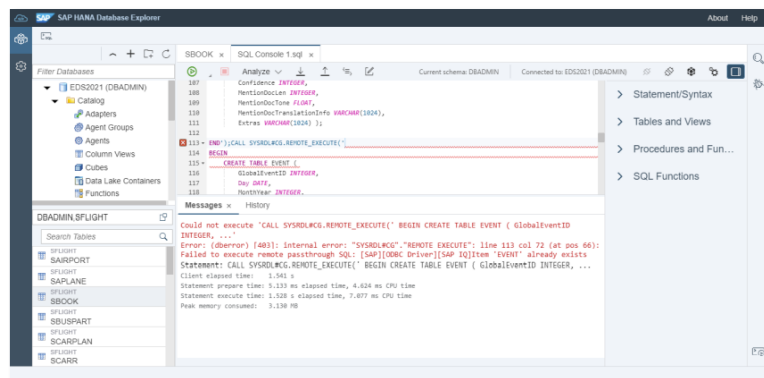 SAP SAP HANA Database Explorer
About Help
SBOOK × SQL Console 1.sql ×
Filter Databases
EDS2021 (DBADMIN)
Catalog
Adapters
Agent Groups
Agents
Column Views
Cubes
Data Lake Containers
Functions
DBADMIN,SFLIGHT
Search Tables
SFLIGHT
SAIRPORT
SFLIGHT
SAPLANE
SFLIGHT
SBOOK
SFLIGHT
SBUSPART
SFLIGHT
SCARPLAN
SFLIGHT
SCARR
Analyze
Current schema: DBADMIN
Connected to: EDS2021 (DBADMIN)
107 Confidence INTEGER,
108 MentionDocLen INTEGER,
109 MentionDocTone FLOAT,
110 MentionDocTranslationInfo VARCHAR(1024),
111 Extras VARCHAR(1024) );
112
113 END');CALL SYSRDL#CG.REMOTE_EXECUTE('
114 BEGIN
115 CREATE TABLE EVENT (
116 GlobalEventID INTEGER,
117 Day DATE,
118 MonthYear INTEGER,
Messages × History
Could not execute 'CALL SYSRDL#CG.REMOTE_EXECUTE(' BEGIN CREATE TABLE EVENT ( GlobalEventID
INTEGER, ...'
Error: (dberror) [403]: internal error: "SYSRDL#CG"."REMOTE_EXECUTE": line 113 col 72 (at pos 66):
Failed to execute remote passthrough SQL: [SAP][ODBC Driver][SAP IQ]Item 'EVENT' already exists
Statement: CALL SYSRDL#CG.REMOTE_EXECUTE(' BEGIN CREATE TABLE EVENT ( GlobalEventID INTEGER, ...
Client elapsed time: 1.541 s
Statement prepare time: 5.133 ms elapsed time, 4.624 ms CPU time
Statement execute time: 1.528 s elapsed time, 7.077 ms CPU time
Peak memory consumed: 3.130 MB
Statement/Syntax
Tables and Views
Procedures and Fun...
SQL Functions